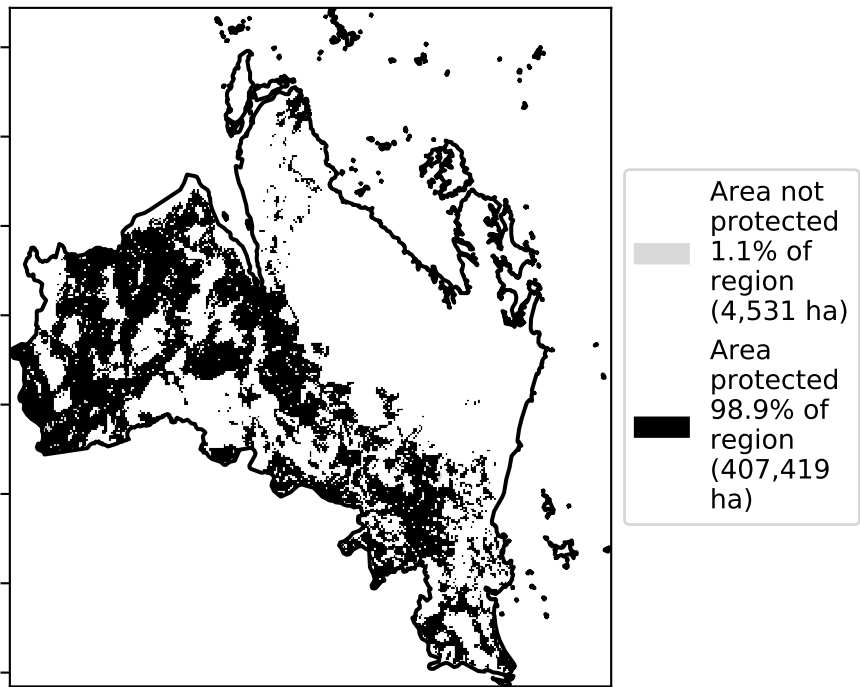 Area not
protected
1.1% of
region
(4,531 ha)
Area
protected
98.9% of
region
(407,419
ha)